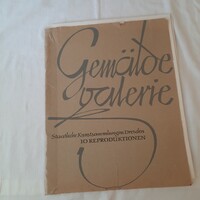 Gemälde
galerie
Staatliche Kunstsammlungen Dresden
10 REPRODUKTIONEN